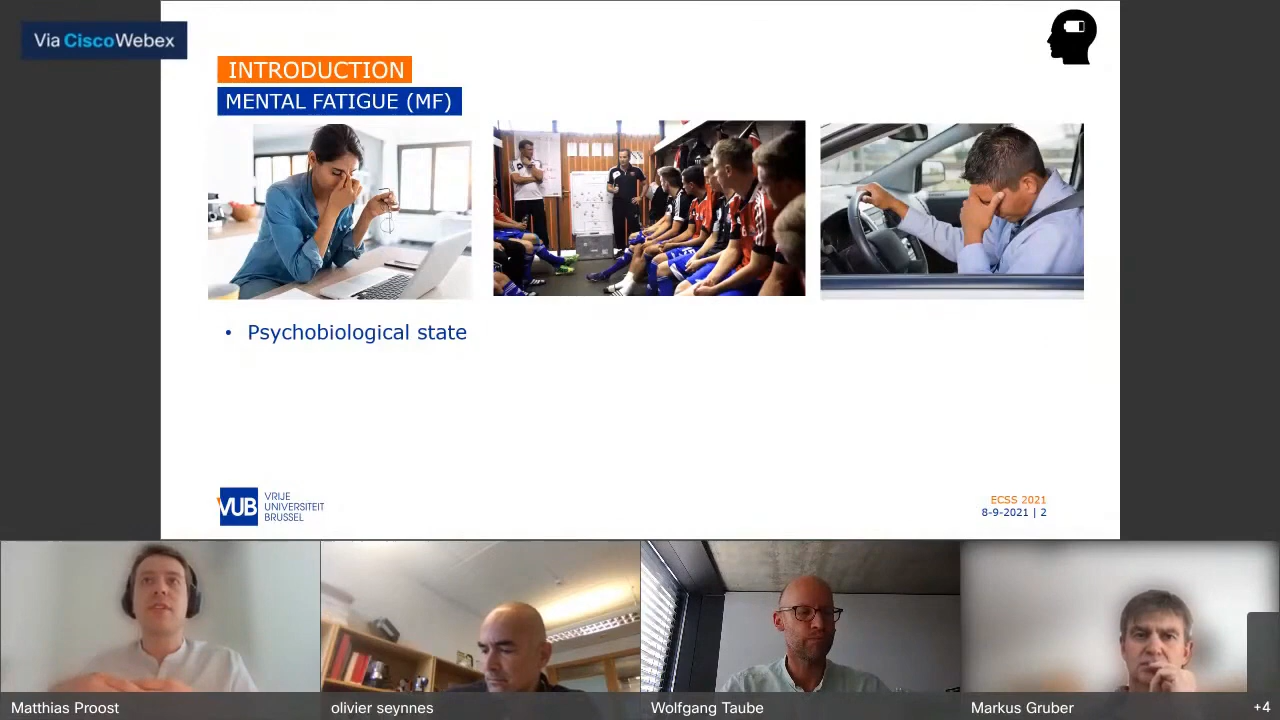 Via Cisco Webex
INTRODUCTION
MENTAL FATIGUE (MF)
• Psychobiological state
VUB
VRIJE
UNIVERSITEIT
BRUSSEL
ECSS 2021
8-9-2021 | 2
Matthias Proost
olivier seynnes
Wolfgang Taube
Markus Gruber
+4